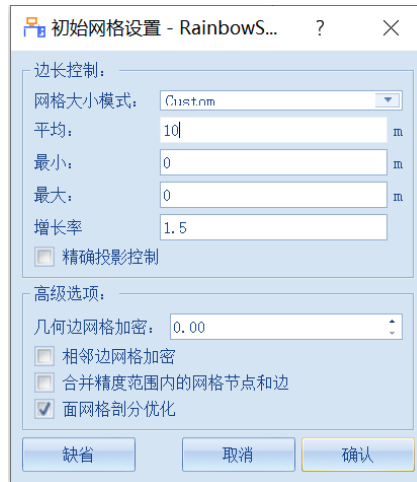 初始网格设置 - RainbowS... ?
边长控制：
网格大小模式： Custom
平均： 10 m
最小： 0 m
最大： 0 m
增长率 1.5
精确投影控制
高级选项：
几何边网格加密： 0.00
相邻边网格加密
合并精度范围内的网格节点和边
面网格剖分优化
缺省 取消 确认